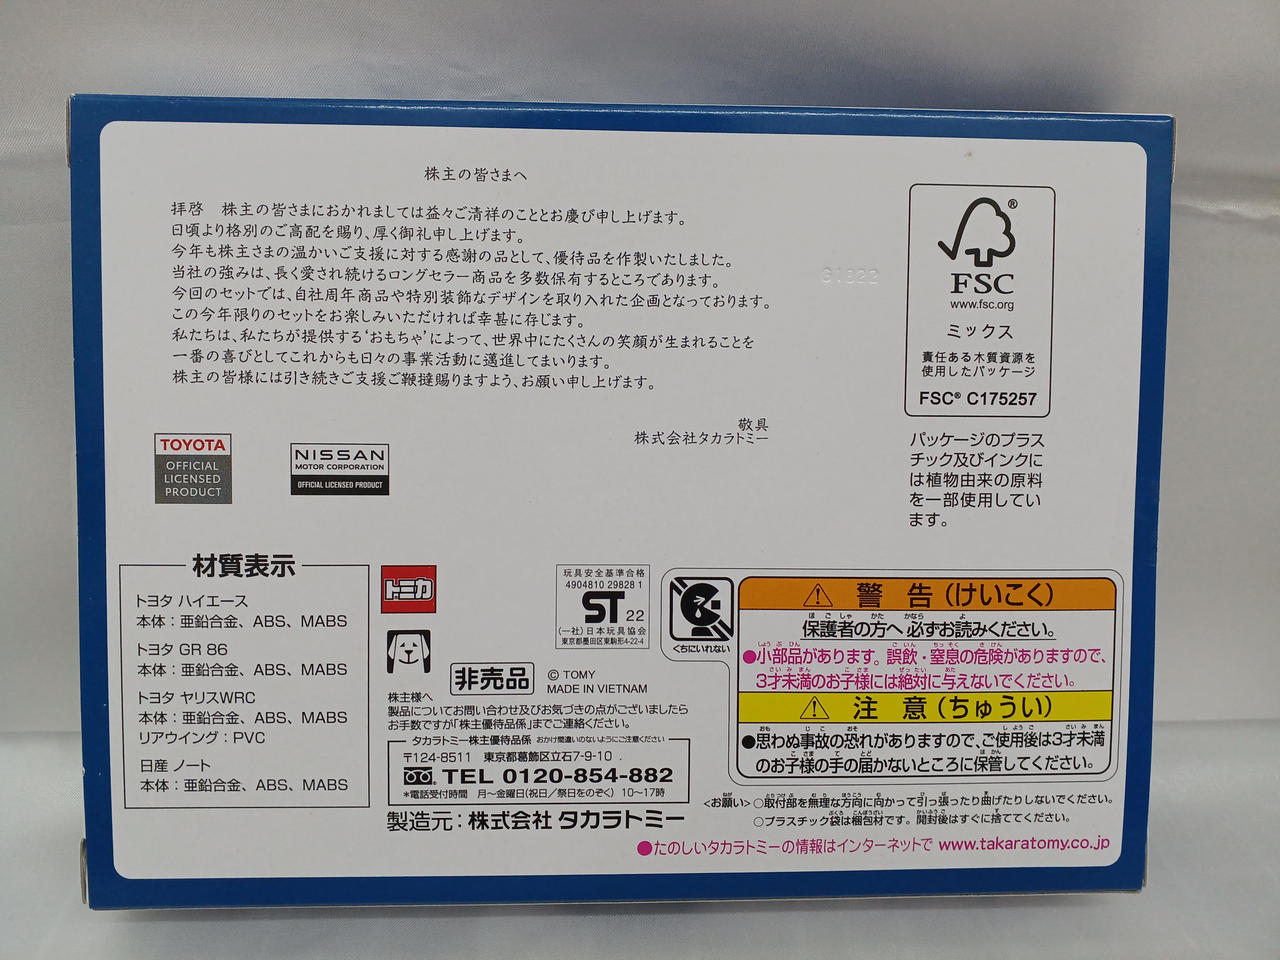 株主の皆さまへ
拝啓　株主の皆さまにおかれましては益々ご清祥のこととお慶び申し上げます。
日頃より格別のご高配を賜り、厚く御礼申し上げます。
今年も株主さまの温かいご支援に対する感謝の品として、優待品を作製いたしました。
当社の強みは、長く愛され続けるロングセラー商品を多数保有するところであります。
今回のセットでは、自社周年商品や特別装飾なデザインを取り入れた企画となっております。
この今年限りのセットをお楽しみいただければ幸甚に存じます。
私たちは、私たちが提供する‘おもちゃ’によって、世界中にたくさんの笑顔が生まれることを
一番の喜びとしてこれからも日々の事業活動に邁進してまいります。
株主の皆様には引き続きご支援ご鞭撻賜りますよう、お願い申し上げます。
敬具
株式会社タカラトミー
FSC
www.fsc.org
ミックス
責任ある木質資源を
使用したパッケージ
FSC® C175257
パッケージのプラス
チック及びインクに
は植物由来の原料
を一部使用してい
ます。
TOYOTA
OFFICIAL
LICENSED
PRODUCT
NISSAN
MOTOR CORPORATION
OFFICIAL LICENSED PRODUCT
材質表示
トヨタ ハイエース
本体：亜鉛合金、ABS、MABS
トヨタ GR 86
本体：亜鉛合金、ABS、MABS
トヨタ ヤリスWRC
本体：亜鉛合金、ABS、MABS
リアウイング：PVC
日産 ノート
本体：亜鉛合金、ABS、MABS
トミカ
非売品
© TOMY
MADE IN VIETNAM
玩具安全基準合格
4904810 29828 1
ST 22
(一社)日本玩具協会
東京都墨田区東駒形4-22-4
株主様へ
製品についてお問い合わせ及びお気づきの点がございましたら
お手数ですが「株主優待品係」までご連絡ください。
タカラトミー株主優待品係 おかけ間違いのないようにご注意ください
〒124-8511　東京都葛飾区立石7-9-10
TEL 0120-854-882
*電話受付時間　月～金曜日(祝日/祭日をのぞく) 10～17時
製造元：株式会社 タカラトミー
くちにいれない
⚠ 警 告（けいこく）
保護者の方へ 必ずお読みください。
●小部品があります。誤飲・窒息の危険がありますので、
3才未満のお子様には絶対に与えないでください。
⚠ 注 意（ちゅうい）
●思わぬ事故の恐れがありますので、ご使用後は3才未満
のお子様の手の届かないところに保管してください。
<お願い>○取付部を無理な方向に向かって引っ張ったり曲げたりしないでください。
○プラスチック袋は梱包材です。開封後はすぐに捨ててください。
●たのしいタカラトミーの情報はインターネットで www.takaratomy.co.jp